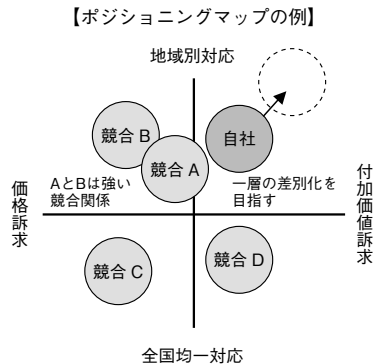 【ポジショニングマップの例】
地域別対応
競合 B
自社
競合 A
AとBは強い
競合関係
一層の差別化を
目指す
価格訴求
付加価値訴求
競合 C
競合 D
全国均一対応